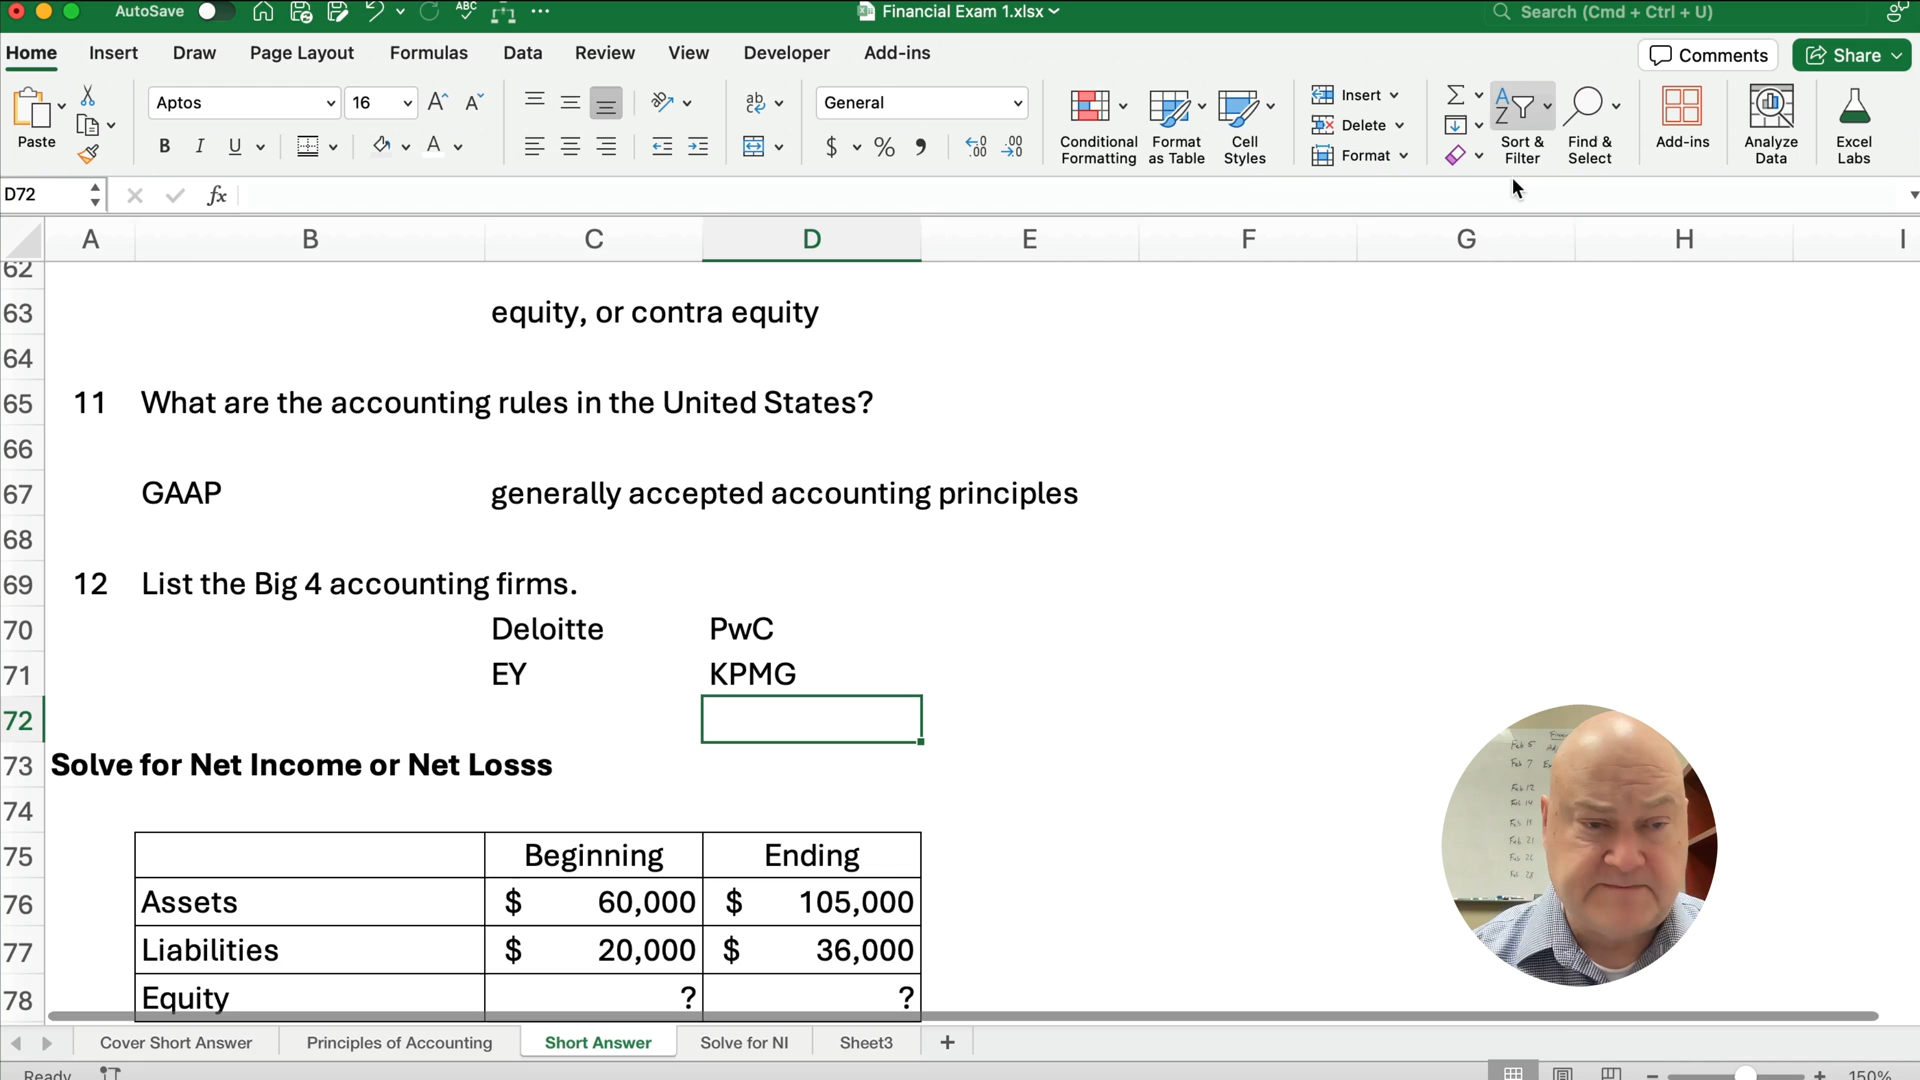 AutoSave ABC ... Financial Exam 1.xlsx Search (Cmd + Ctrl + U)
Home Insert Draw Page Layout Formulas Data Review View Developer Add-ins Comments Share
Paste Aptos 16 A A ab General Conditional Formatting Format as Table Cell Styles Insert Delete Format Sort & Filter Find & Select Add-ins Analyze Data Excel Labs
B I U A $ % 9 .00 .00
D72 fx
A B C D E F G H I
62
63 equity, or contra equity
64
65 11 What are the accounting rules in the United States?
66
67 GAAP generally accepted accounting principles
68
69 12 List the Big 4 accounting firms.
70 Deloitte PwC
71 EY KPMG
72
73 Solve for Net Income or Net Losss
74
75 Beginning Ending
76 Assets $ 60,000 $ 105,000
77 Liabilities $ 20,000 $ 36,000
78 Equity ? ?
Cover Short Answer Principles of Accounting Short Answer Solve for NI Sheet3 +
Ready 150%